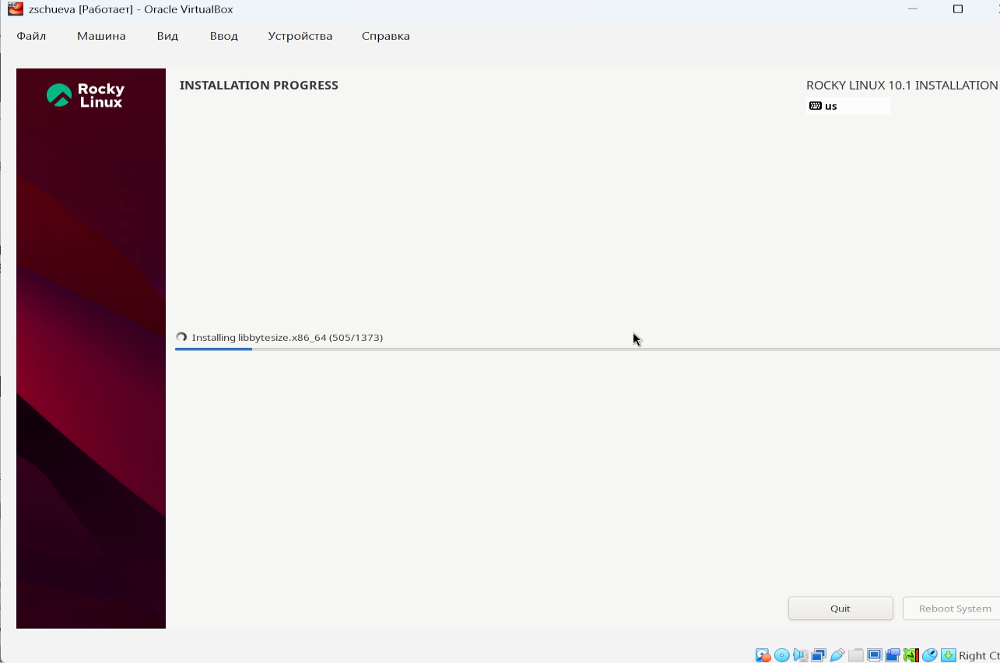 zschueva [Работает] - Oracle VirtualBox
Файл Машина Вид Ввод Устройства Справка
Rocky
Linux
INSTALLATION PROGRESS
ROCKY LINUX 10.1 INSTALLATION
us
Installing libbytesize.x86_64 (505/1373)
Quit
Reboot System
Right Ct